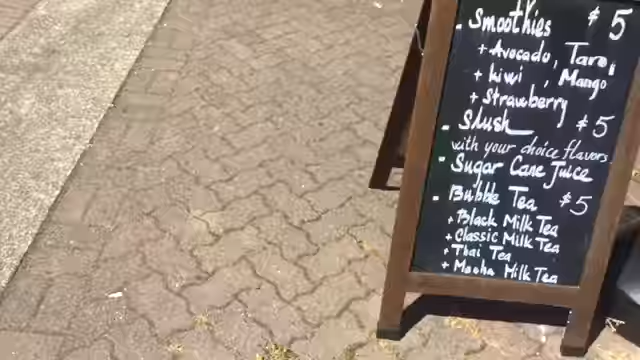 - Smoothies $5
+ Avocado, Taro,
+ kiwi , Mango
+ Strawberry
- Slush $5
with your choice flavors
- Sugar Cane Juice
- Bubble Tea $5
+ Black Milk Tea
+ Classic Milk Tea
+ Thai Tea
+ Mocha Milk Tea